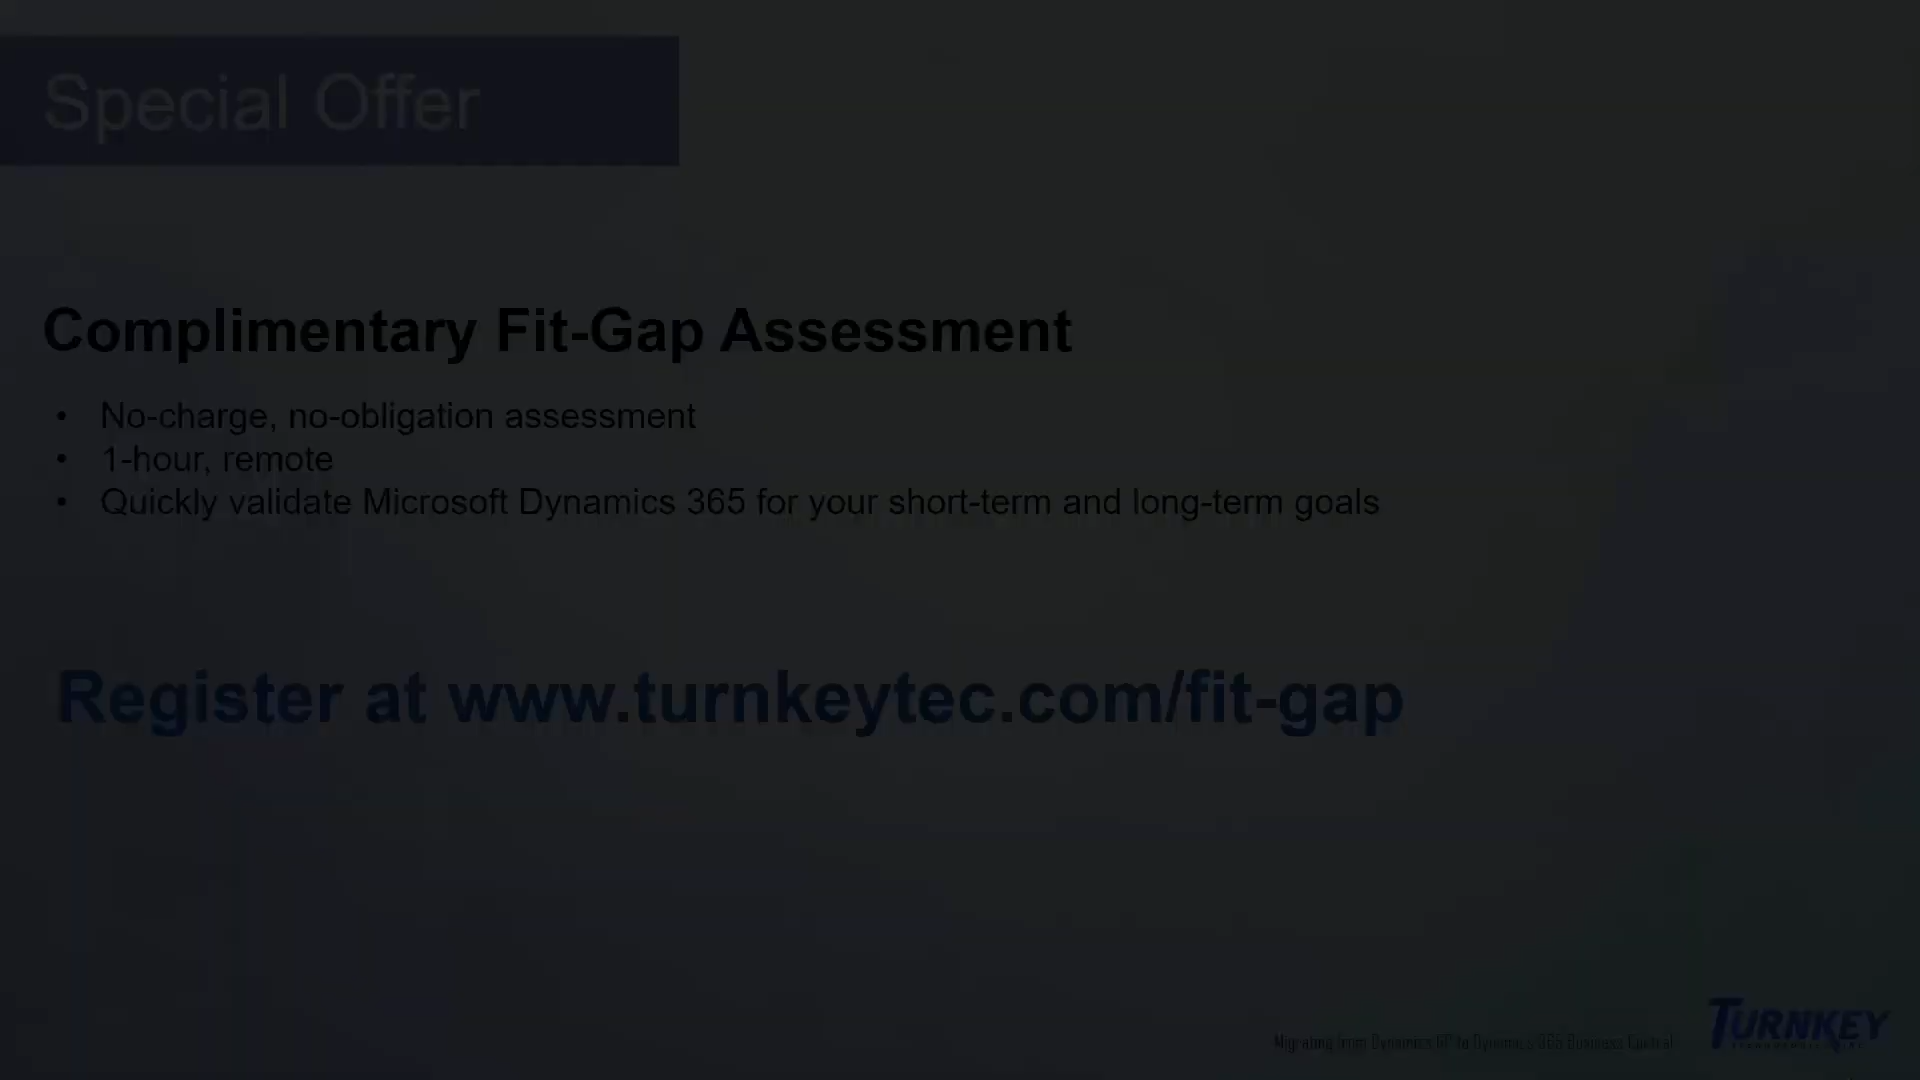 Special Offer
Complimentary Fit-Gap Assessment
• No-charge, no-obligation assessment
• 1-hour, remote
• Quickly validate Microsoft Dynamics 365 for your short-term and long-term goals
Register at www.turnkeytec.com/fit-gap
Migrating from Dynamics GP to Dynamics 365 Business Central
TURNKEY